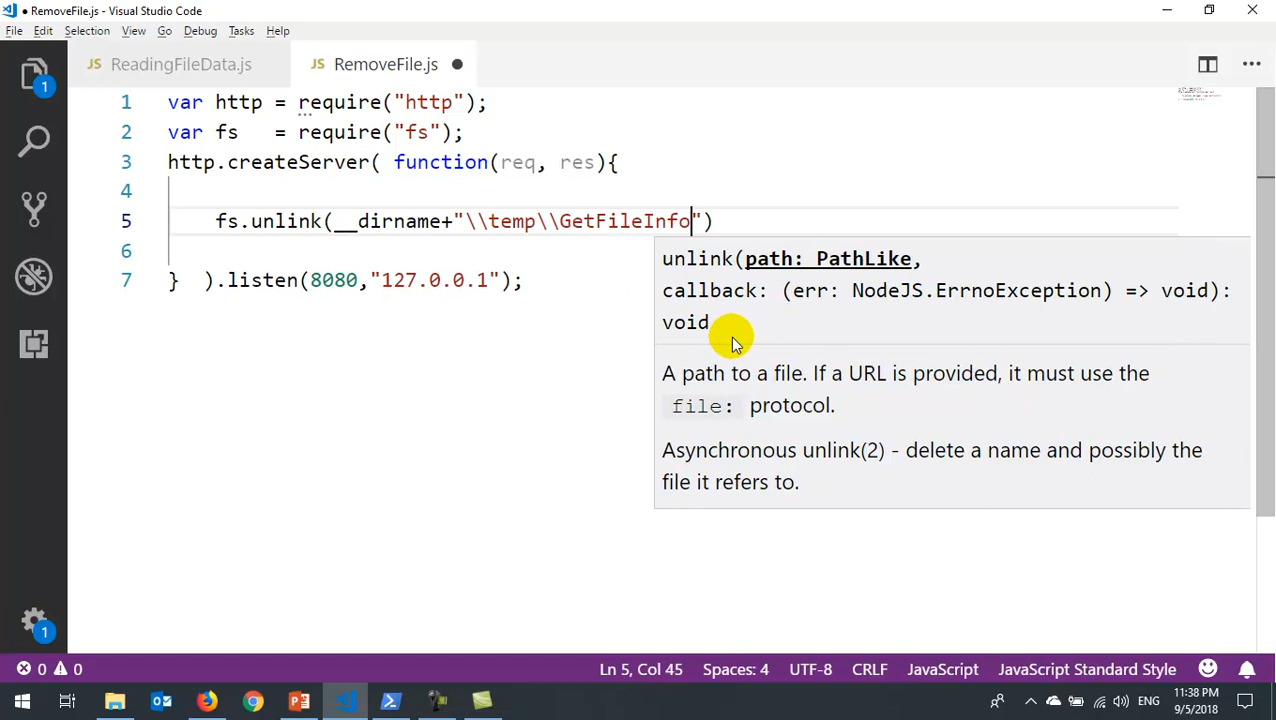 ● RemoveFile.js - Visual Studio Code
File Edit Selection View Go Debug Tasks Help
JS ReadingFileData.js JS RemoveFile.js ●
1 var http = require("http");
2 var fs   = require("fs");
3 http.createServer( function(req, res){
4
5     fs.unlink(__dirname+"\\temp\\GetFileInfo")
6
7 }  ).listen(8080,"127.0.0.1");
unlink(path: PathLike,
callback: (err: NodeJS.ErrnoException) => void):
void
A path to a file. If a URL is provided, it must use the
file: protocol.
Asynchronous unlink(2) - delete a name and possibly the
file it refers to.
1
1
0 0 Ln 5, Col 45 Spaces: 4 UTF-8 CRLF JavaScript JavaScript Standard Style
ENG 11:38 PM
9/5/2018